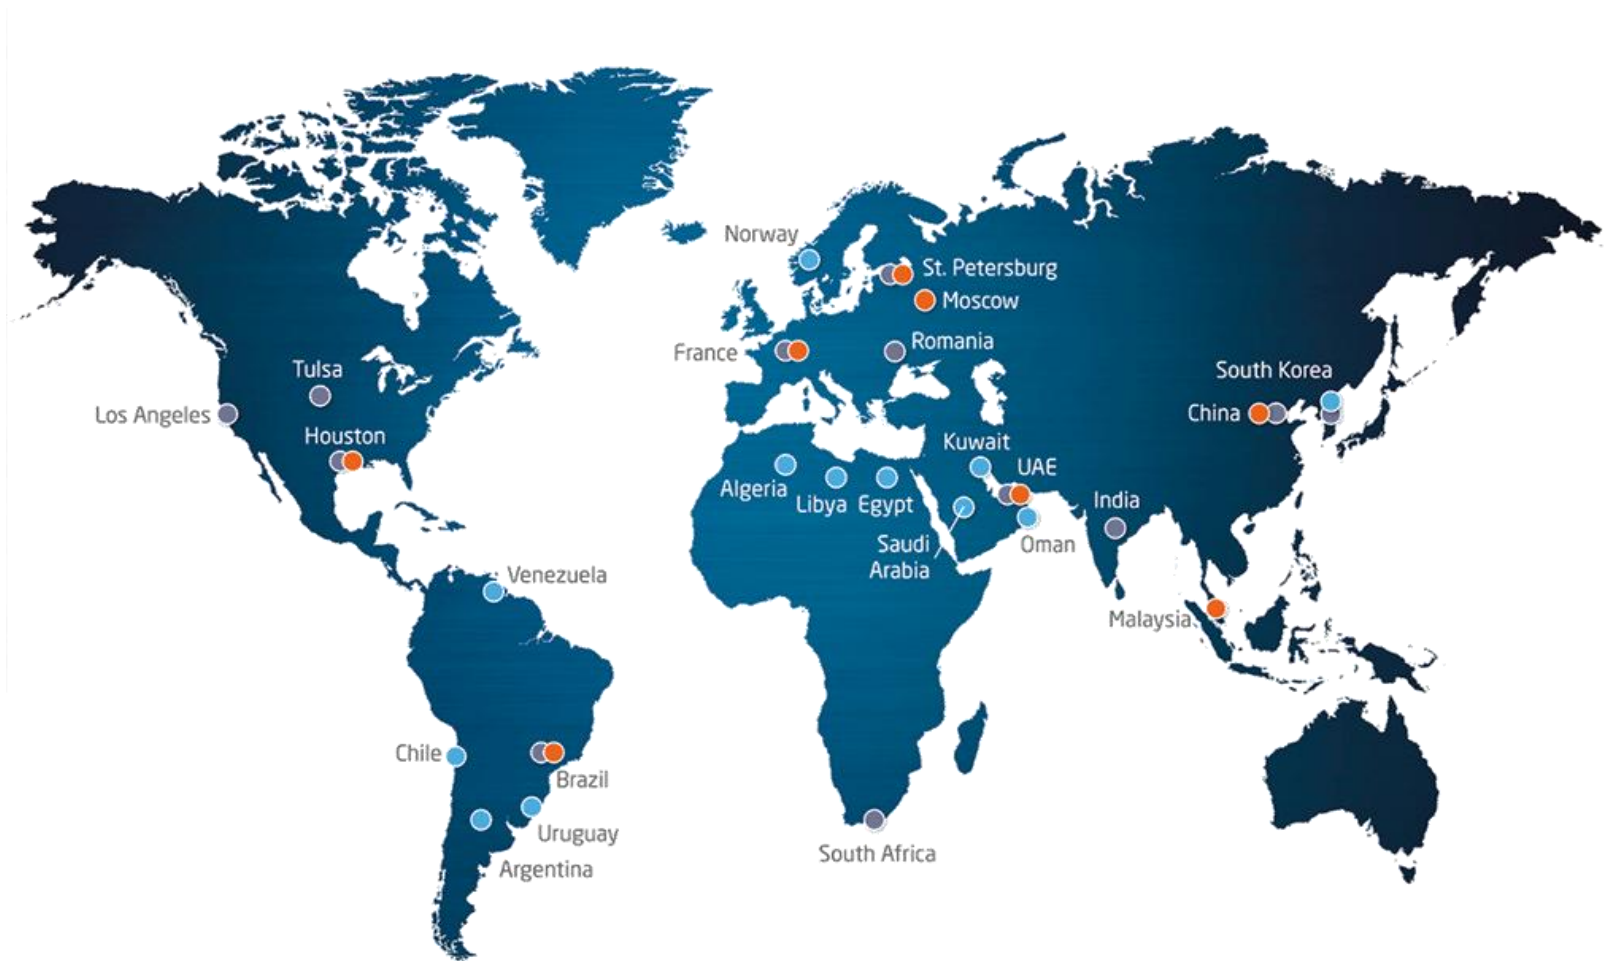 Norway
St. Petersburg
Moscow
Romania
France
Tulsa
South Korea
Los Angeles
China
Houston
Kuwait
UAE
Algeria
Libya
Egypt
India
Saudi
Arabia
Oman
Venezuela
Malaysia
Chile
Brazil
Uruguay
South Africa
Argentina